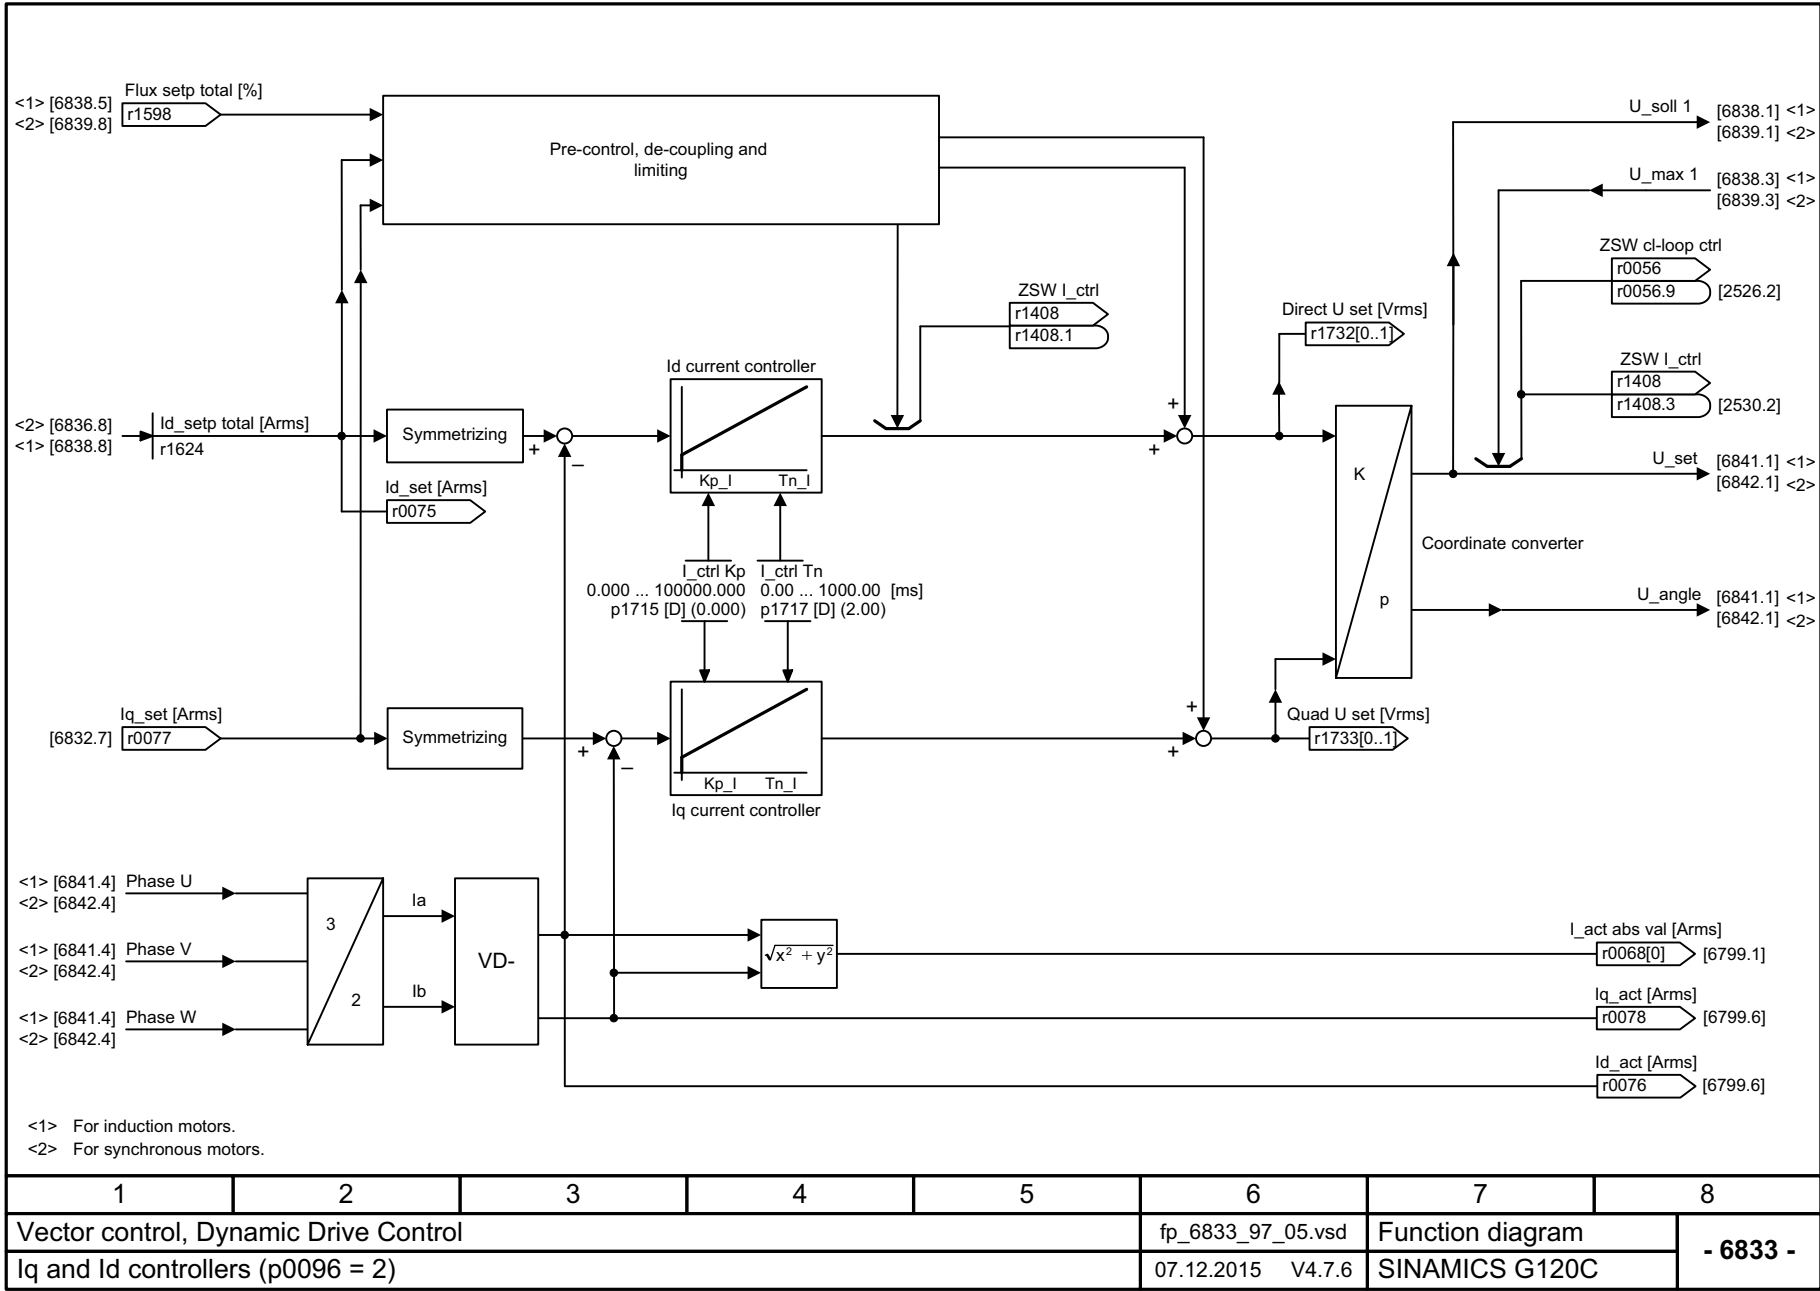 Flux setp total [%]
<1> [6838.5]
<2> [6839.8]
r1598
Pre-control, de-coupling and
limiting
U_soll 1
[6838.1] <1>
[6839.1] <2>
U_max 1
[6838.3] <1>
[6839.3] <2>
ZSW cl-loop ctrl
r0056
r0056.9
[2526.2]
ZSW I_ctrl
r1408
r1408.1
Direct U set [Vrms]
r1732[0..1]
ZSW I_ctrl
r1408
r1408.3
[2530.2]
Id current controller
<2> [6836.8]
<1> [6838.8]
Id_setp total [Arms]
r1624
Symmetrizing
+
–
Kp_I
Tn_I
+
+
K
p
U_set
[6841.1] <1>
[6842.1] <2>
Id_set [Arms]
r0075
Coordinate converter
I_ctrl Kp
0.000 ... 100000.000
p1715 [D] (0.000)
I_ctrl Tn
0.00 ... 1000.00 [ms]
p1717 [D] (2.00)
U_angle
[6841.1] <1>
[6842.1] <2>
Iq_set [Arms]
[6832.7]
r0077
Symmetrizing
+
–
Kp_I
Tn_I
Iq current controller
+
+
Quad U set [Vrms]
r1733[0..1]
<1> [6841.4]
<2> [6842.4]
Phase U
<1> [6841.4]
<2> [6842.4]
Phase V
<1> [6841.4]
<2> [6842.4]
Phase W
3
2
Ia
Ib
VD-
√x² + y²
I_act abs val [Arms]
r0068[0]
[6799.1]
Iq_act [Arms]
r0078
[6799.6]
Id_act [Arms]
r0076
[6799.6]
<1> For induction motors.
<2> For synchronous motors.
1 2 3 4 5 6 7 8
Vector control, Dynamic Drive Control
fp_6833_97_05.vsd
Function diagram
- 6833 -
Iq and Id controllers (p0096 = 2)
07.12.2015 V4.7.6
SINAMICS G120C